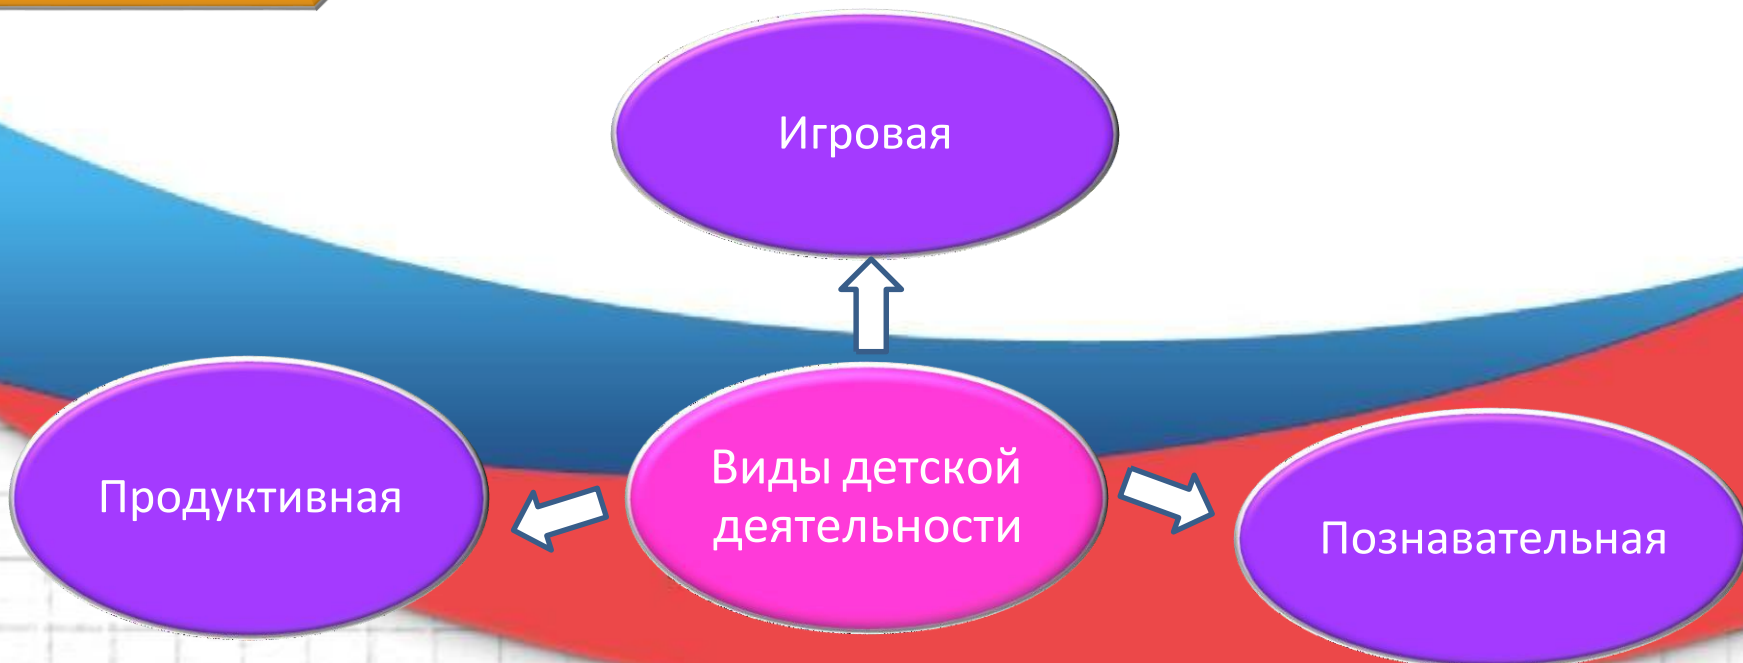 Игровая
Продуктивная
Виды детской
деятельности
Познавательная